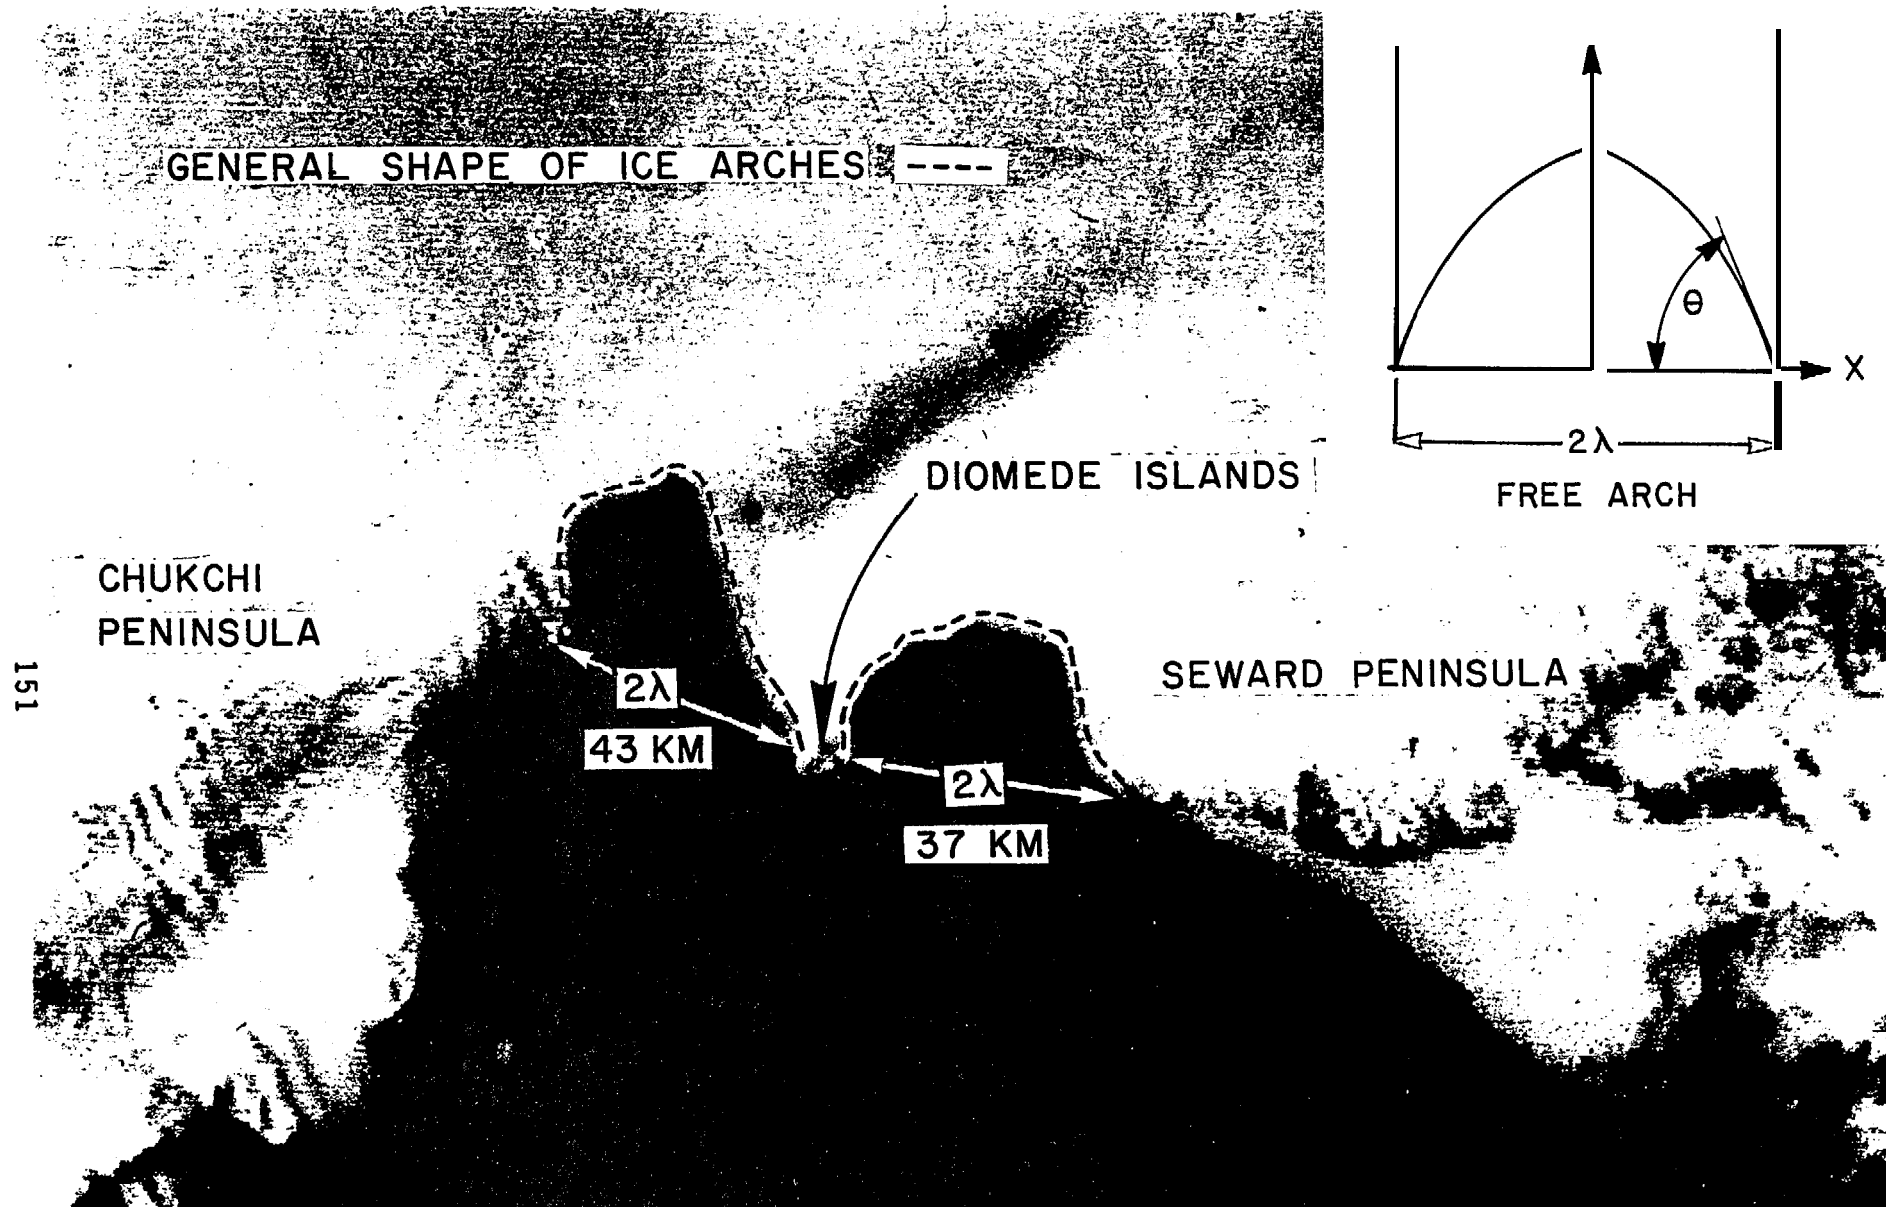 GENERAL SHAPE OF ICE ARCHES ----
θ
X
2λ
FREE ARCH
DIOMEDE ISLANDS
CHUKCHI
PENINSULA
SEWARD PENINSULA
2λ
43 KM
2λ
37 KM
151